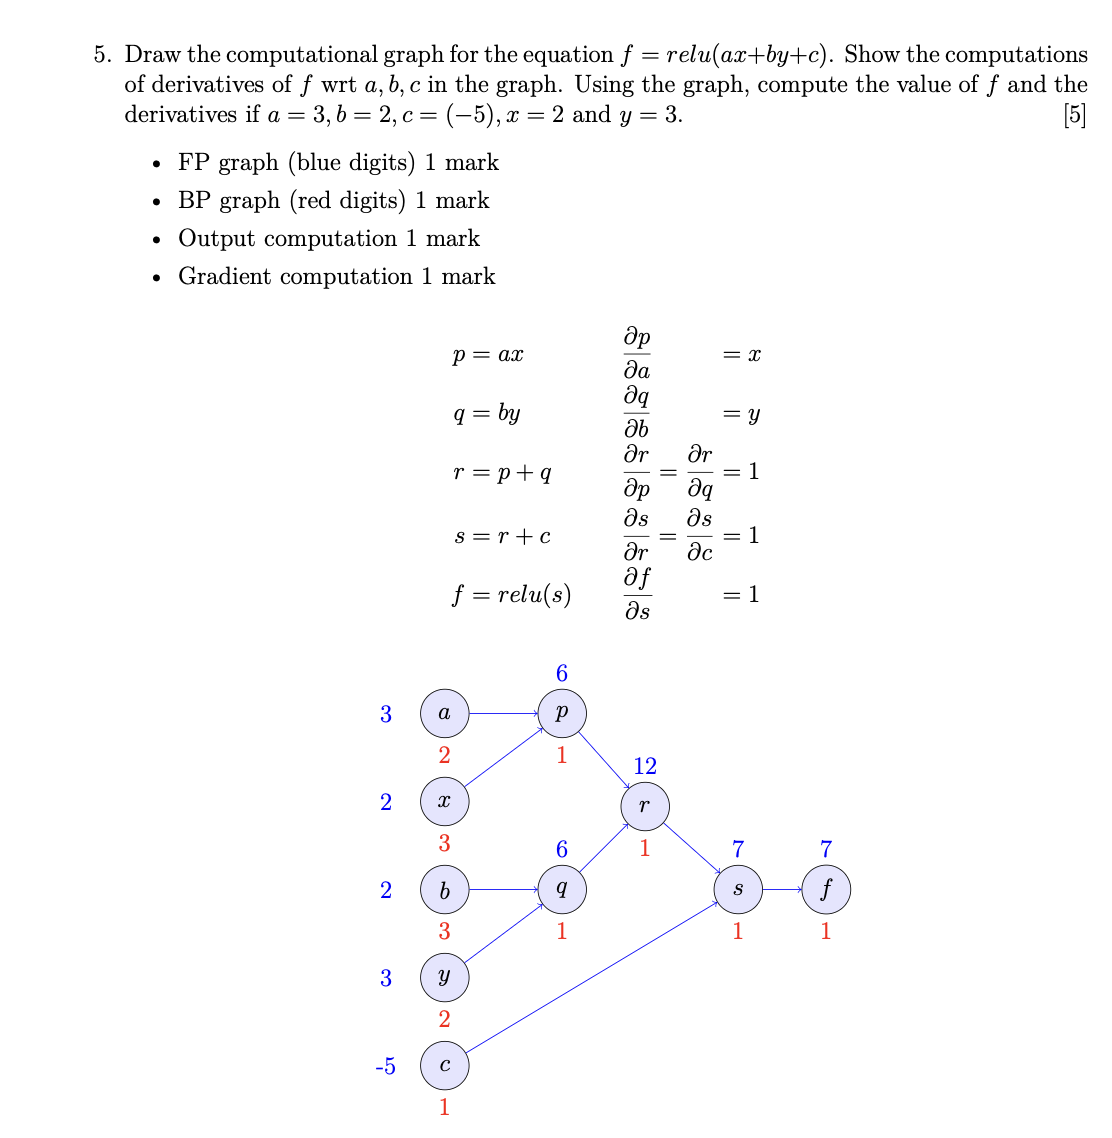 5. Draw the computational graph for the equation f = relu(ax+by+c). Show the computations
of derivatives of f wrt a, b, c in the graph. Using the graph, compute the value of f and the
derivatives if a = 3, b = 2, c = (−5), x = 2 and y = 3. [5]
• FP graph (blue digits) 1 mark
• BP graph (red digits) 1 mark
• Output computation 1 mark
• Gradient computation 1 mark
p = ax ∂p/∂a = x
q = by ∂q/∂b = y
r = p + q ∂r/∂p = ∂r/∂q = 1
s = r + c ∂s/∂r = ∂s/∂c = 1
f = relu(s) ∂f/∂s = 1
6
3 a p
2 1
12
2 x r
3 1
6 7 7
2 b q s f
3 1 1 1
3 y
2
-5 c
1